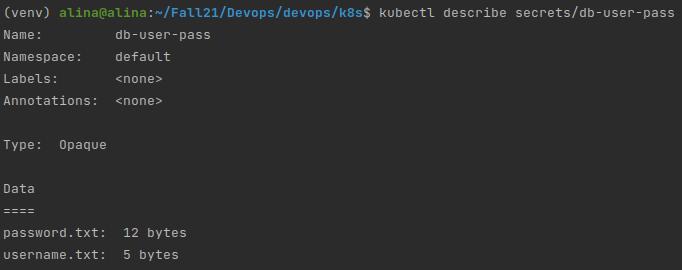 (venv) alina@alina:~/Fall21/Devops/devops/k8s$ kubectl describe secrets/db-user-pass
Name:         db-user-pass
Namespace:    default
Labels:       <none>
Annotations:  <none>

Type:  Opaque

Data
====
password.txt:  12 bytes
username.txt:  5 bytes